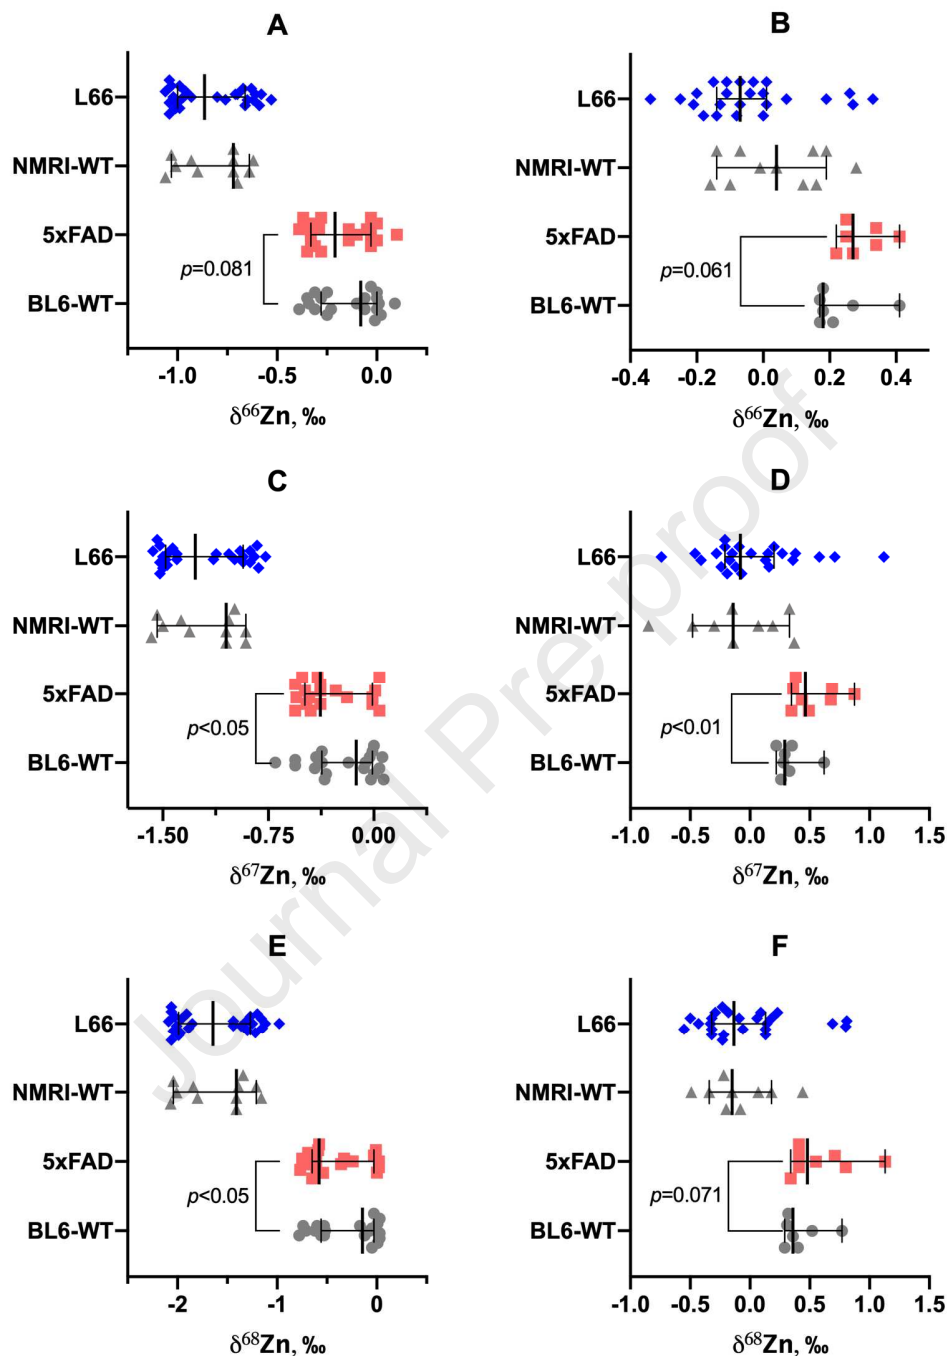 A
L66
NMRI-WT
5xFAD
BL6-WT
p=0.081
-1.0 -0.5 0.0
δ⁶⁶Zn, ‰
B
L66
NMRI-WT
5xFAD
BL6-WT
p=0.061
-0.4 -0.2 0.0 0.2 0.4
δ⁶⁶Zn, ‰
C
L66
NMRI-WT
5xFAD
BL6-WT
p<0.05
-1.50 -0.75 0.00
δ⁶⁷Zn, ‰
D
L66
NMRI-WT
5xFAD
BL6-WT
p<0.01
-1.0 -0.5 0.0 0.5 1.0 1.5
δ⁶⁷Zn, ‰
E
L66
NMRI-WT
5xFAD
BL6-WT
p<0.05
-2 -1 0
δ⁶⁸Zn, ‰
F
L66
NMRI-WT
5xFAD
BL6-WT
p=0.071
-1.0 -0.5 0.0 0.5 1.0 1.5
δ⁶⁸Zn, ‰
Journal Pre-proof